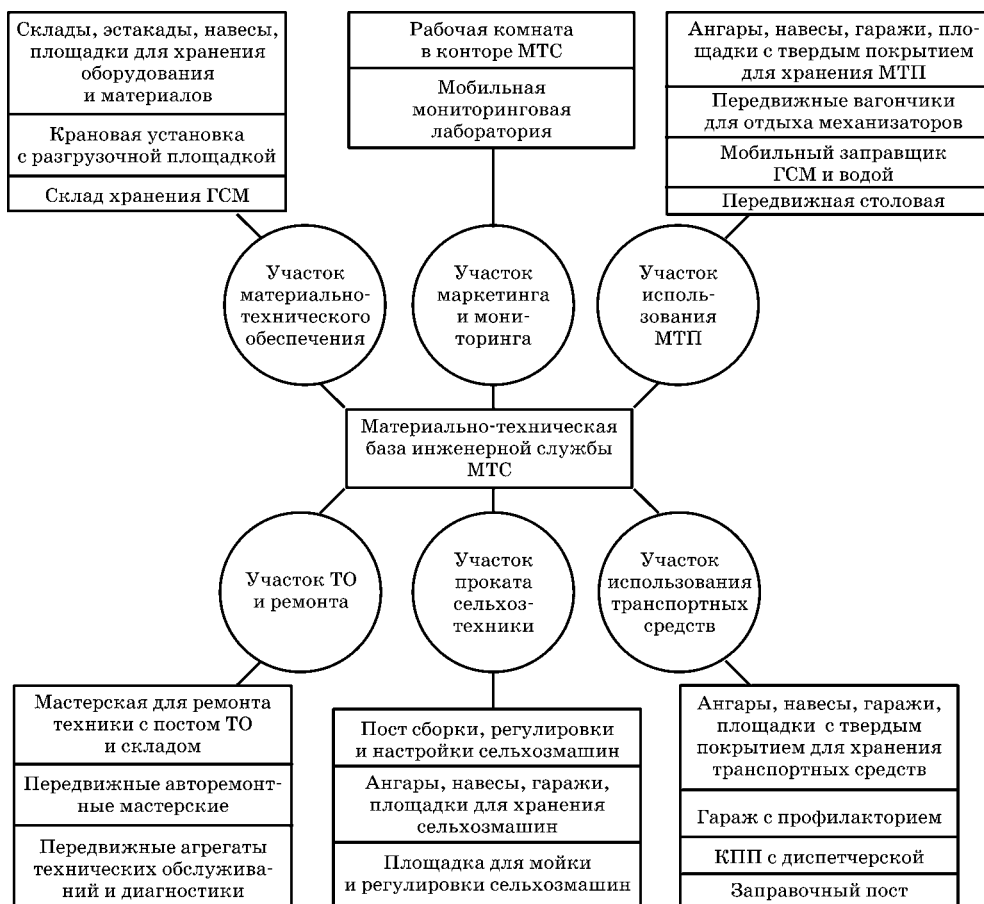 Склады, эстакады, навесы,
площадки для хранения
оборудования
и материалов
Крановая установка
с разгрузочной площадкой
Склад хранения ГСМ
Рабочая комната
в конторе МТС
Мобильная
мониторинговая
лаборатория
Ангары, навесы, гаражи, пло-
щадки с твердым покрытием
для хранения МТП
Передвижные вагончики
для отдыха механизаторов
Мобильный заправщик
ГСМ и водой
Передвижная столовая
Участок
материально-
технического
обеспечения
Участок
маркетинга
и мони-
торинга
Участок
исполь-
зования
МТП
Материально-техническая
база инженерной службы
МТС
Участок ТО
и ремонта
Участок
проката
сельхоз-
техники
Участок
использования
транспортных
средств
Мастерская для ремонта
техники с постом ТО
и складом
Передвижные авторемонт-
ные мастерские
Передвижные агрегаты
технических обслужива-
ний и диагностики
Пост сборки, регулировки
и настройки сельхозмашин
Ангары, навесы, гаражи,
площадки для хранения
сельхозмашин
Площадка для мойки
и регулировки сельхозмашин
Ангары, навесы, гаражи,
площадки с твердым
покрытием для хранения
транспортных средств
Гараж с профилакторием
КПП с диспетчерской
Заправочный пост